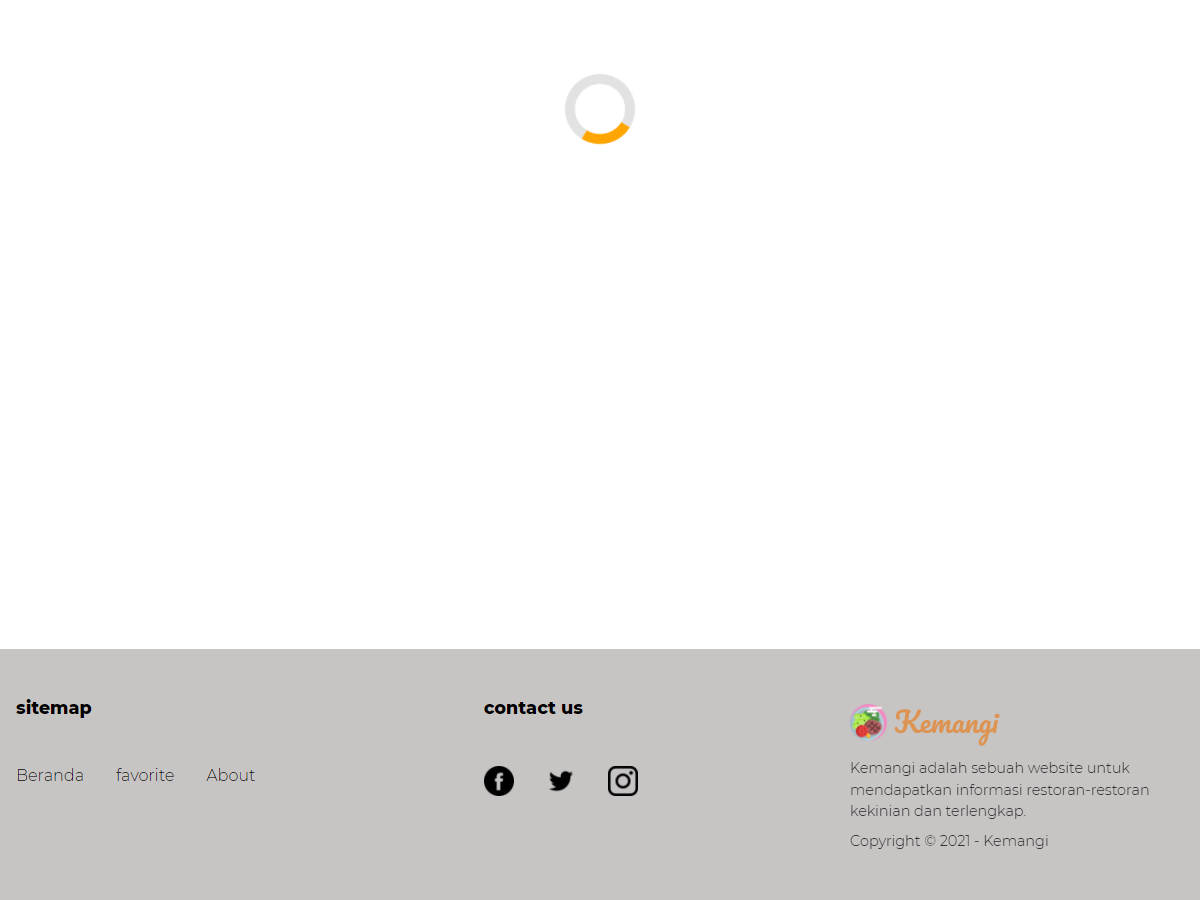 sitemap
Beranda favorite About
contact us
Kemangi
Kemangi adalah sebuah website untuk
mendapatkan informasi restoran-restoran
kekinian dan terlengkap.
Copyright © 2021 - Kemangi